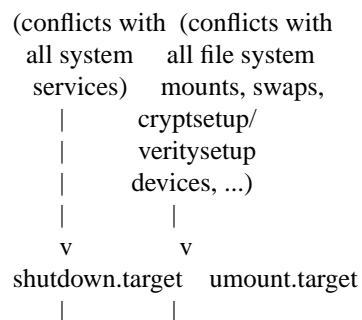 (conflicts with (conflicts with
all system all file system
services) mounts, swaps,
| cryptsetup/
| veritysetup
| devices, ...)
| |
v v
shutdown.target umount.target
| |